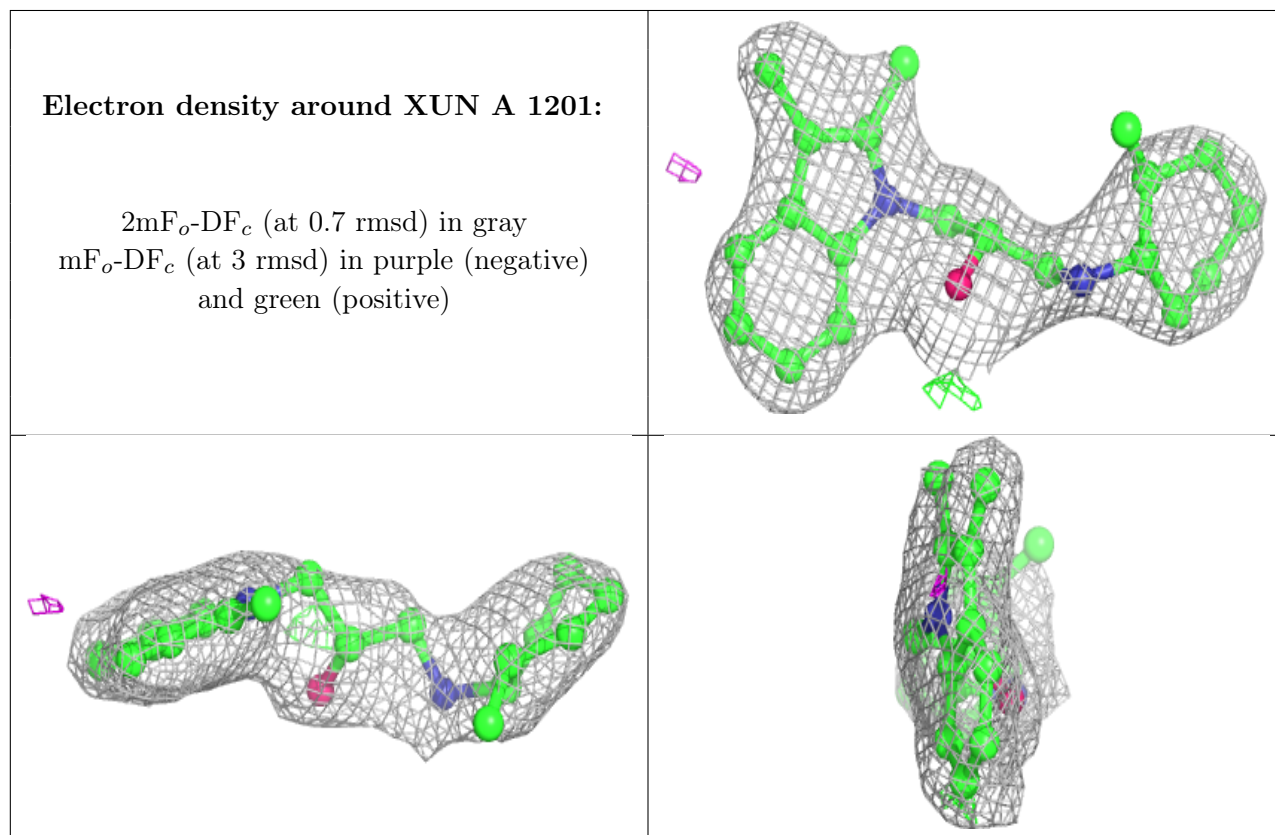 Electron density around XUN A 1201:
2mFo-DFc (at 0.7 rmsd) in gray
mFo-DFc (at 3 rmsd) in purple (negative)
and green (positive)